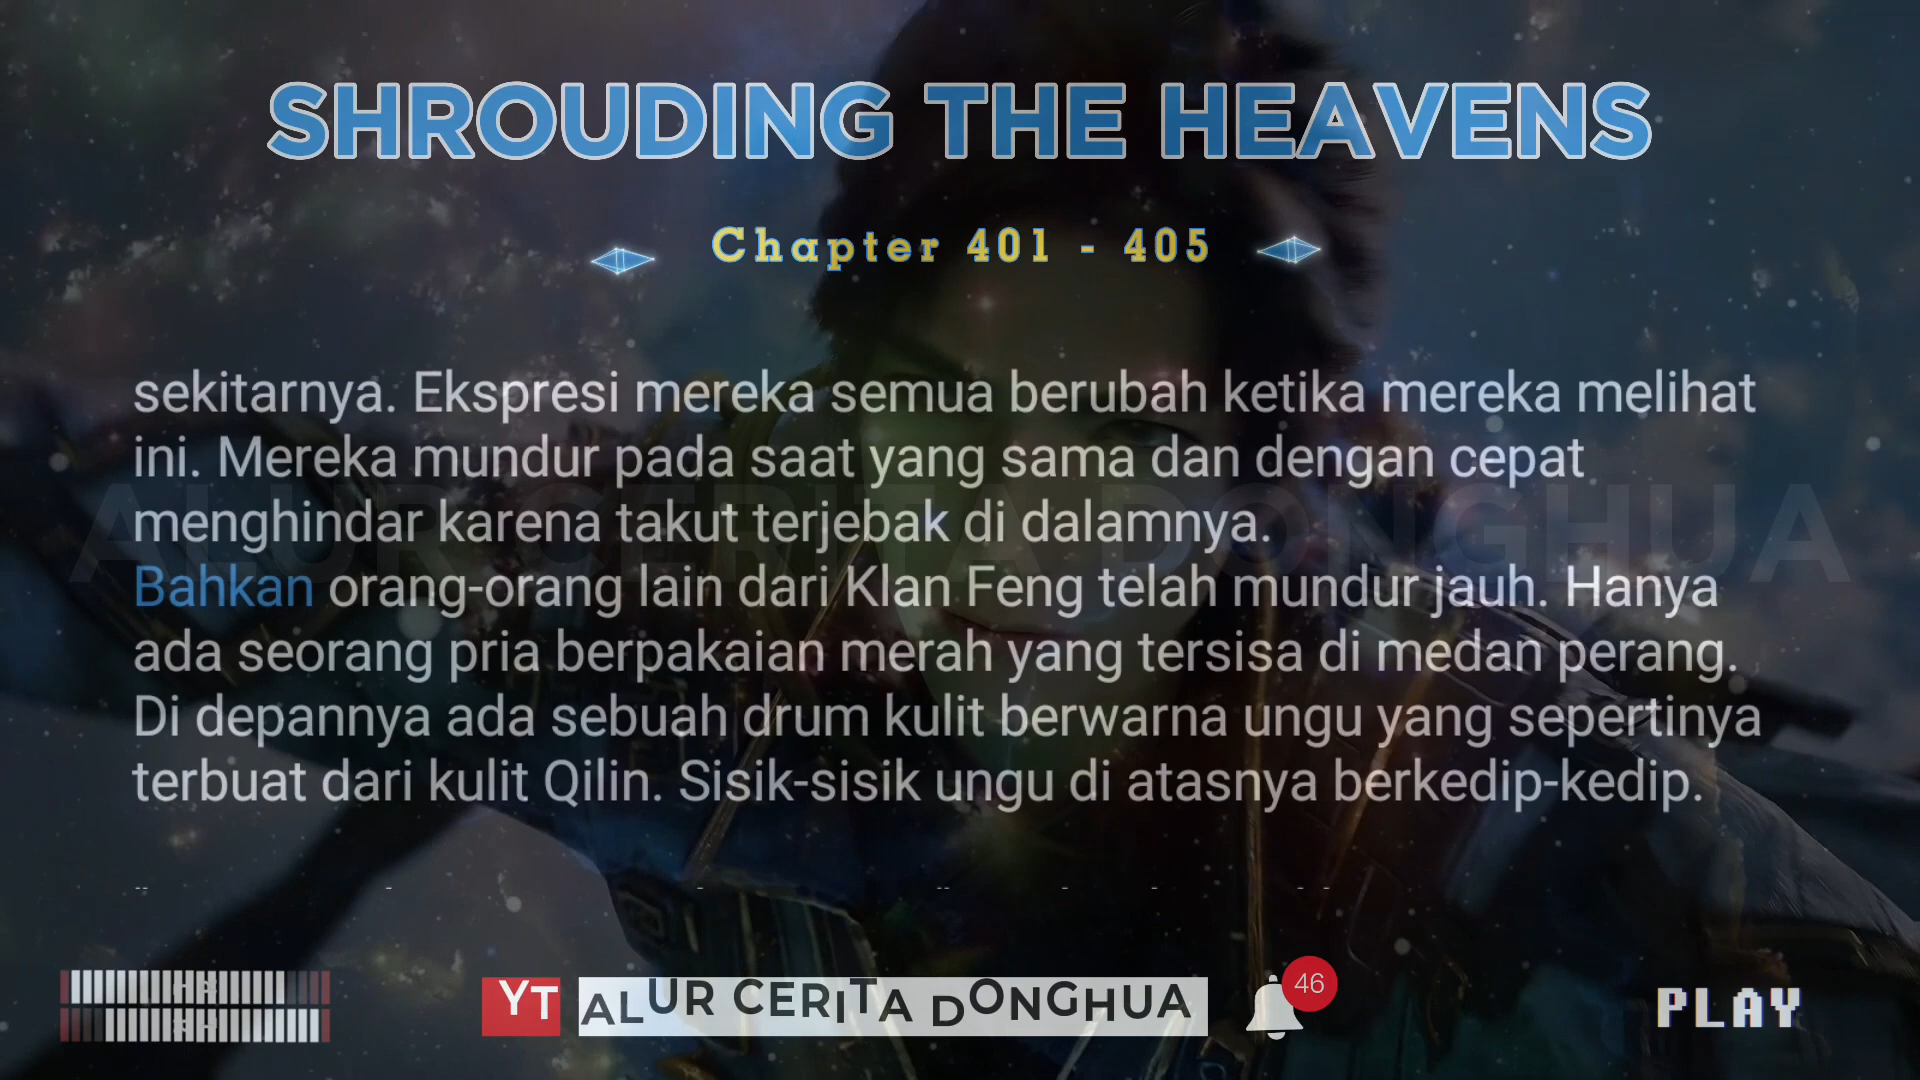 SHROUDING THE HEAVENS
Chapter 401 - 405
sekitarnya. Ekspresi mereka semua berubah ketika mereka melihat
ini. Mereka mundur pada saat yang sama dan dengan cepat
menghindar karena takut terjebak di dalamnya.
ALUR CERITA DONGHUA
Bahkan orang-orang lain dari Klan Feng telah mundur jauh. Hanya
ada seorang pria berpakaian merah yang tersisa di medan perang.
Di depannya ada sebuah drum kulit berwarna ungu yang sepertinya
terbuat dari kulit Qilin. Sisik-sisik ungu di atasnya berkedip-kedip.
YT ALUR CERITA DONGHUA 46
PLAY